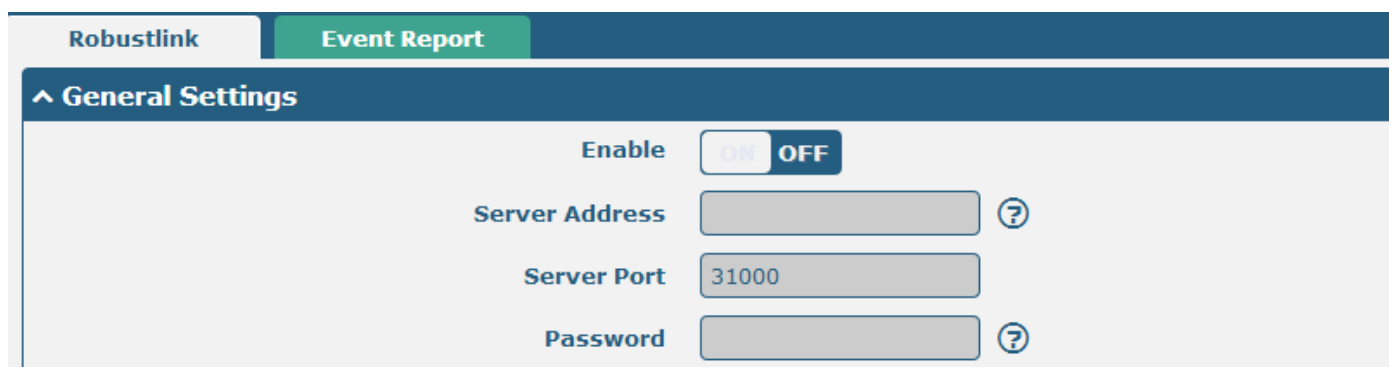 Robustlink Event Report
^ General Settings
Enable ON OFF
Server Address ?
Server Port 31000
Password ?